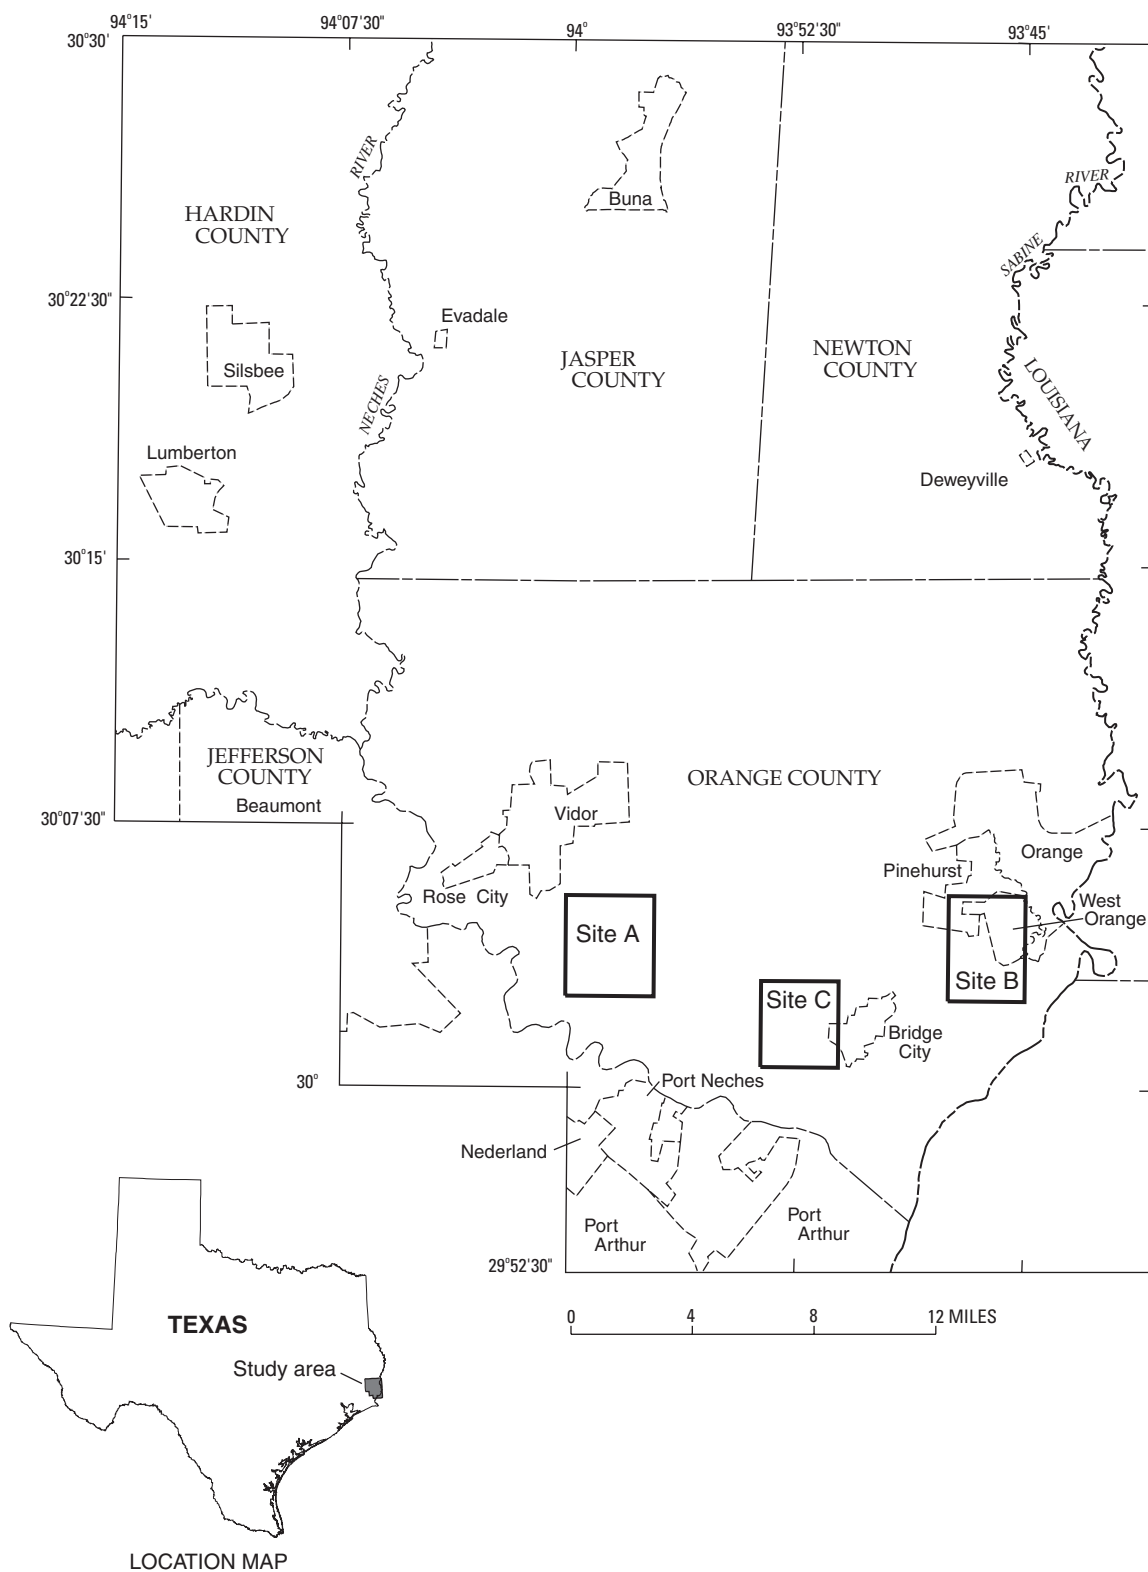 94°15'
94°07'30"
94°
93°52'30"
93°45'
30°30'
RIVER
RIVER
Buna
HARDIN
COUNTY
SABINE
30°22'30"
Evadale
Silsbee
JASPER
COUNTY
NEWTON
COUNTY
LOUISIANA
NECHES
Lumberton
Deweyville
30°15'
JEFFERSON
COUNTY
Beaumont
ORANGE COUNTY
30°07'30"
Vidor
Orange
Pinehurst
Rose City
West
Orange
Site A
Site B
Site C
Bridge
City
30°
Port Neches
Nederland
Port
Arthur
Port
Arthur
29°52'30"
0 4 8 12 MILES
TEXAS
Study area
LOCATION MAP